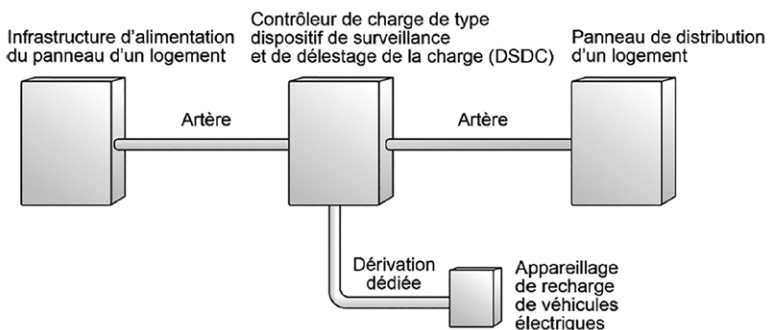 Infrastructure d'alimentation
du panneau d'un logement
Contrôleur de charge de type
dispositif de surveillance
et de délestage de la charge (DSDC)
Panneau de distribution
d'un logement
Artère
Artère
Dérivation
dédiée
Appareillage
de recharge
de véhicules
électriques